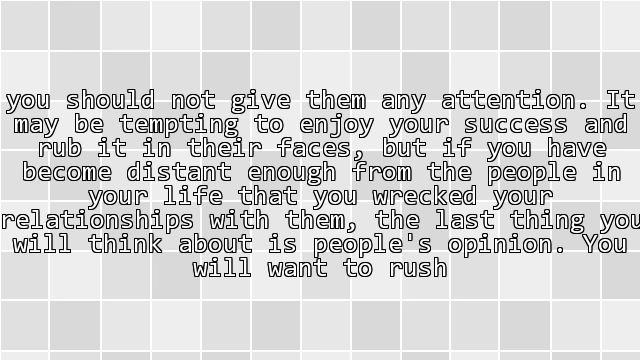 you should not give them any attention. It
may be tempting to enjoy your success and
rub it in their faces, but if you have
become distant enough from the people in
your life that you wrecked your
relationships with them, the last thing you
will think about is people's opinion. You
will want to rush